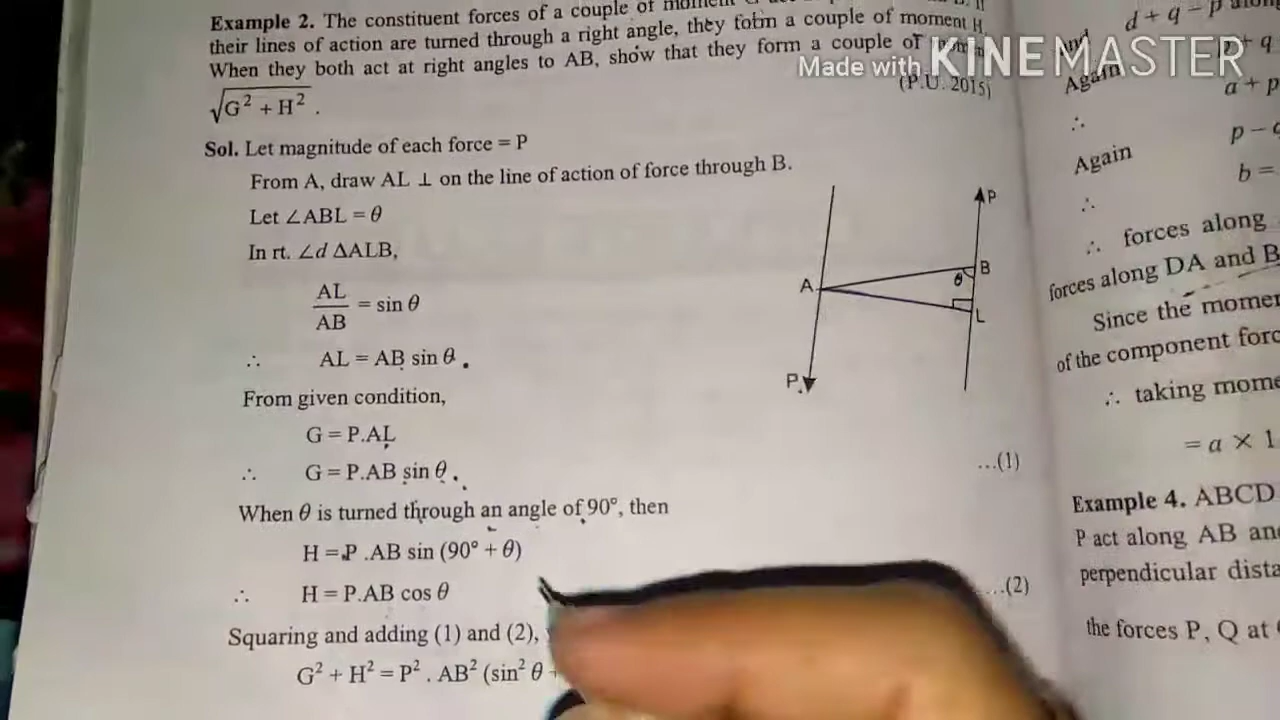 Example 2. The constituent forces of a couple of moment
their lines of action are turned through a right angle, they form a couple of moment H.
When they both act at right angles to AB, show that they form a couple of
√G² + H² .
(P.U. 2015)
Made with KINEMASTER
Sol. Let magnitude of each force = P
From A, draw AL ⊥ on the line of action of force through B.
Let ∠ABL = θ
In rt. ∠d ΔALB,
AL
AB
= sin θ
∴ AL = AB sin θ .
From given condition,
G = P.AL
∴ G = P.AB sin θ . ...(1)
When θ is turned through an angle of 90°, then
H = P .AB sin (90° + θ)
∴ H = P.AB cos θ ...(2)
Squaring and adding (1) and (2),
G² + H² = P² . AB² (sin² θ
P
B
θ
A
L
P
d + q – p
+ q
Again
a + p
∴
p –
Again
b =
∴
∴ forces along
forces along DA and B
Since the
of the component
∴ taking
= a × 1
Example 4. ABCD
P act along AB
perpendicular
the forces P, Q at